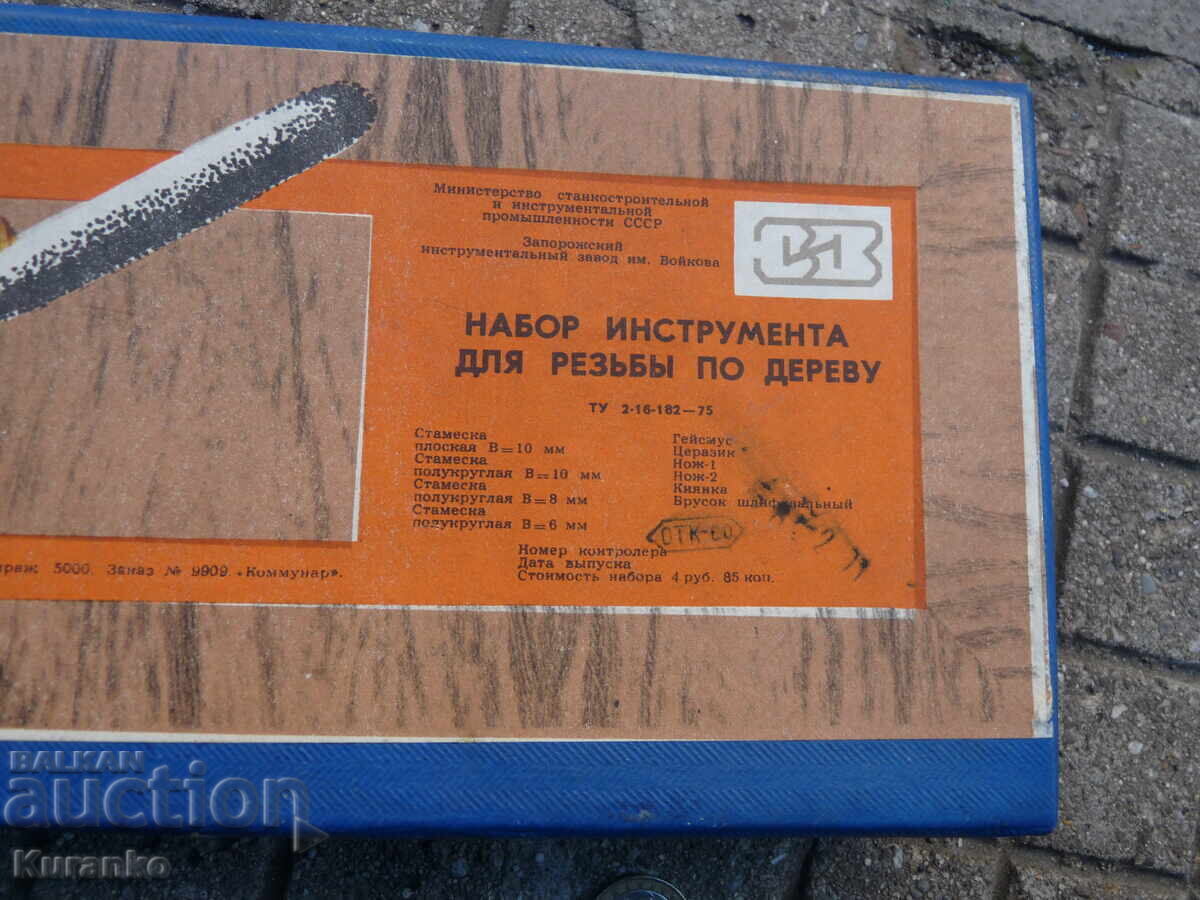 Министерство станкостроительной
и инструментальной
промышленности СССР
Запорожский
инструментальный завод им. Войкова
НАБОР ИНСТРУМЕНТА
ДЛЯ РЕЗЬБЫ ПО ДЕРЕВУ
ТУ 2-16-182—75
Стамеска
плоская В=10 мм
Стамеска
полукруглая В=10 мм
Стамеска
полукруглая В=8 мм
Стамеска
полукруглая В=6 мм
Гейсмус
Церазик
Нож-1
Нож-2
Киянка
Брусок шлифовальный
ОТК-60
Номер контролера
Дата выпуска
Стоимость набора 4 руб. 85 коп.
раж 5000. Заказ № 9909. «Коммунар».
BALKAN
auction
Kuranko